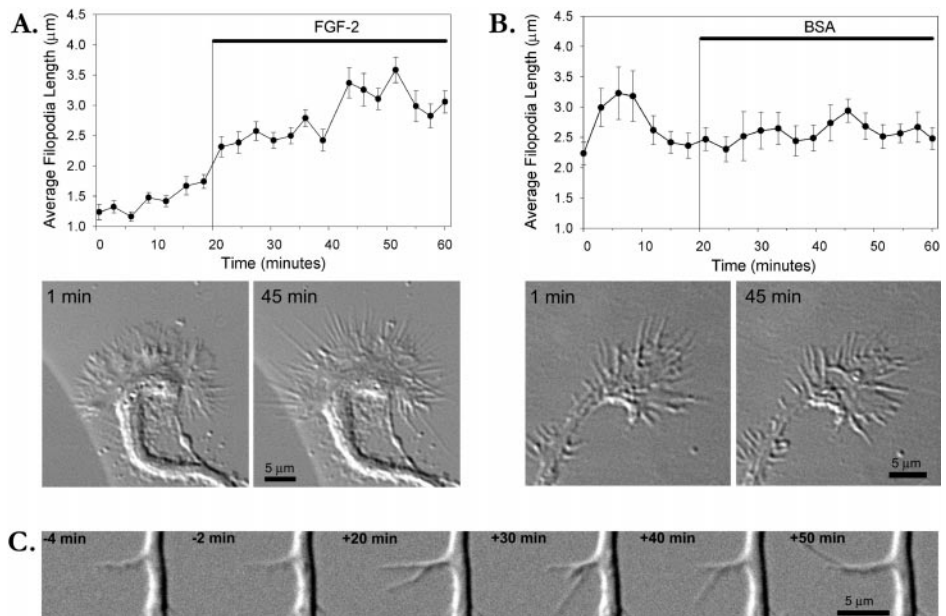 A.
FGF-2
Average Filopodia Length (μm)
4.5
4.0
3.5
3.0
2.5
2.0
1.5
1.0
0 10 20 30 40 50 60
Time (minutes)
1 min
45 min
5 μm
B.
BSA
Average Filopodia Length (μm)
4.5
4.0
3.5
3.0
2.5
2.0
1.5
1.0
0 10 20 30 40 50 60
Time (minutes)
1 min
45 min
5 μm
C.
-4 min -2 min +20 min +30 min +40 min +50 min
5 μm